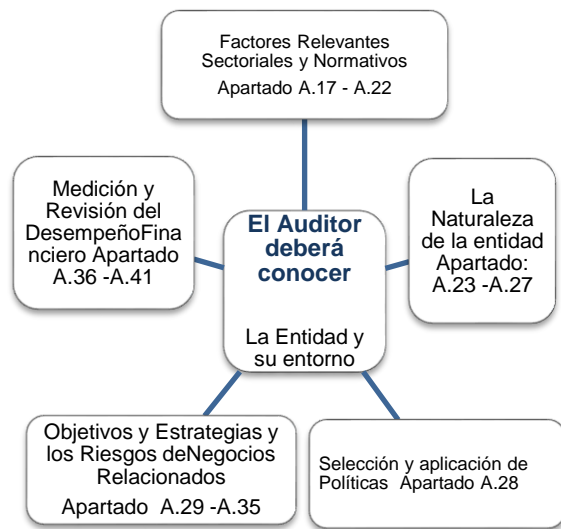 Factores Relevantes
Sectoriales y Normativos
Apartado A.17 - A.22
Medición y
Revisión del
DesempeñoFina
nciero Apartado
A.36 -A.41
El Auditor
deberá
conocer
La Entidad y
su entorno
La
Naturaleza
de la entidad
Apartado:
A.23 -A.27
Objetivos y Estrategias y
los Riesgos deNegocios
Relacionados
Apartado A.29 -A.35
Selección y aplicación de
Políticas Apartado A.28